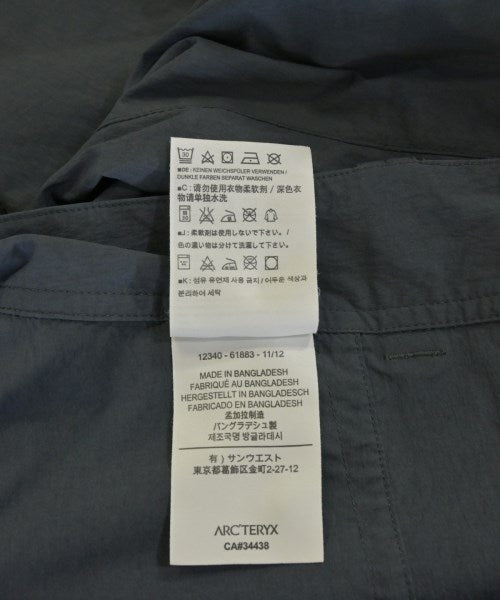 30
■DE: KEINEN WEICHSPÜLER VERWENDEN /
DUNKLE FARBEN SEPARAT WASCHEN
■C: 请勿使用衣物柔软剂 / 深色衣
物请单独水洗
■J: 柔軟剤は使用しないで下さい。/
色の濃い物は分けて洗濯して下さい。
■K: 섬유 유연제 사용 금지 / 어두운 색상과
분리하여 세탁
12340 - 61883 - 11/12
MADE IN BANGLADESH
FABRIQUÉ AU BANGLADESH
HERGESTELLT IN BANGLADESH
FABRICADO EN BANGLADESH
孟加拉制造
バングラデシュ製
제조국명 방글라데시
有）サンウエスト
東京都葛飾区金町2-27-12
ARC'TERYX
CA#34438